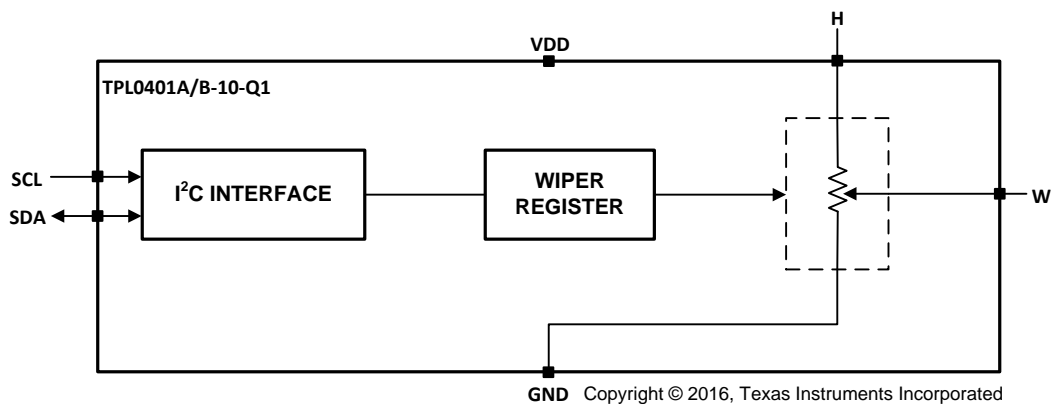 H
VDD
TPL0401A/B-10-Q1
SCL
SDA
I²C INTERFACE
WIPER
REGISTER
W
GND
Copyright © 2016, Texas Instruments Incorporated